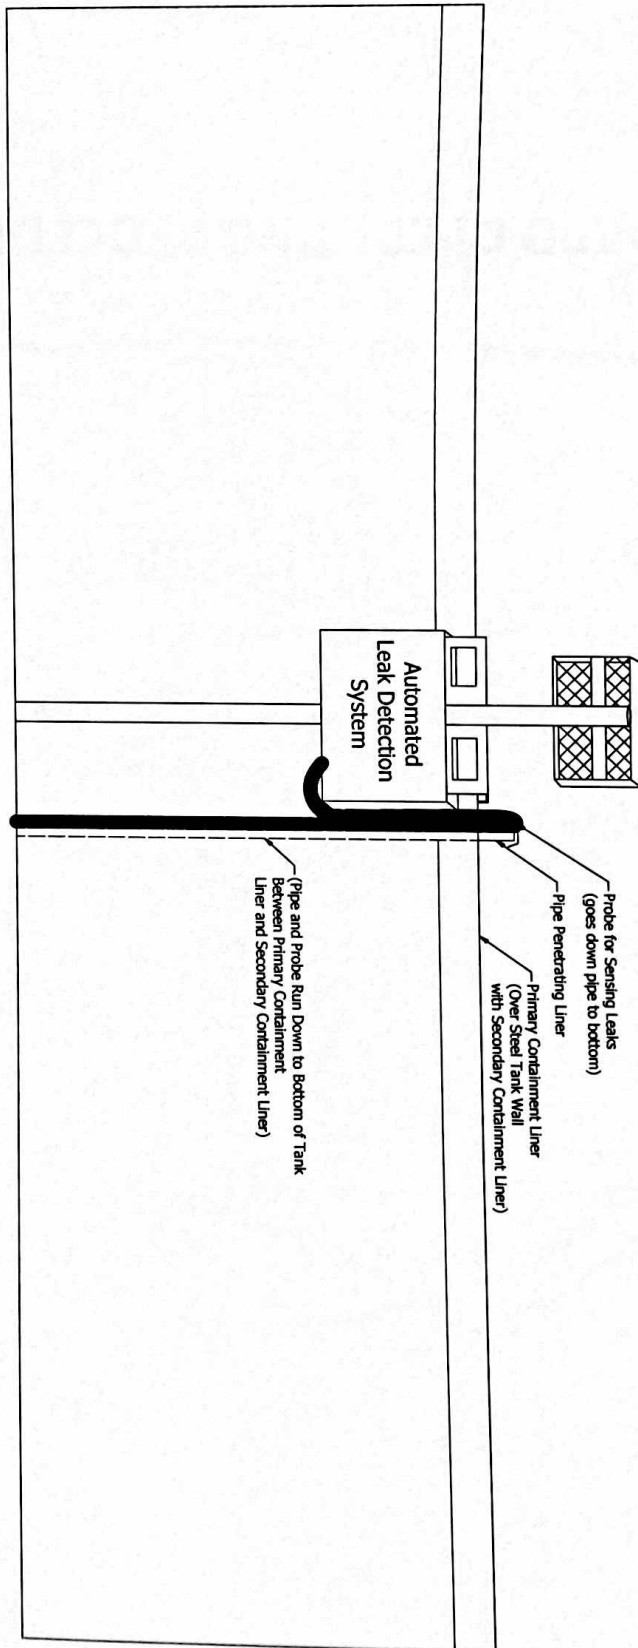 Probe for Sensing Leaks
(goes down pipe to bottom)
Pipe Penetrating Liner
Primary Containment Liner
(Over Steel Tank Wall
with Secondary Containment Liner)
Automated
Leak Detection
System
(Pipe and Probe Run Down to Bottom of Tank
Between Primary Containment
Liner and Secondary Containment Liner)